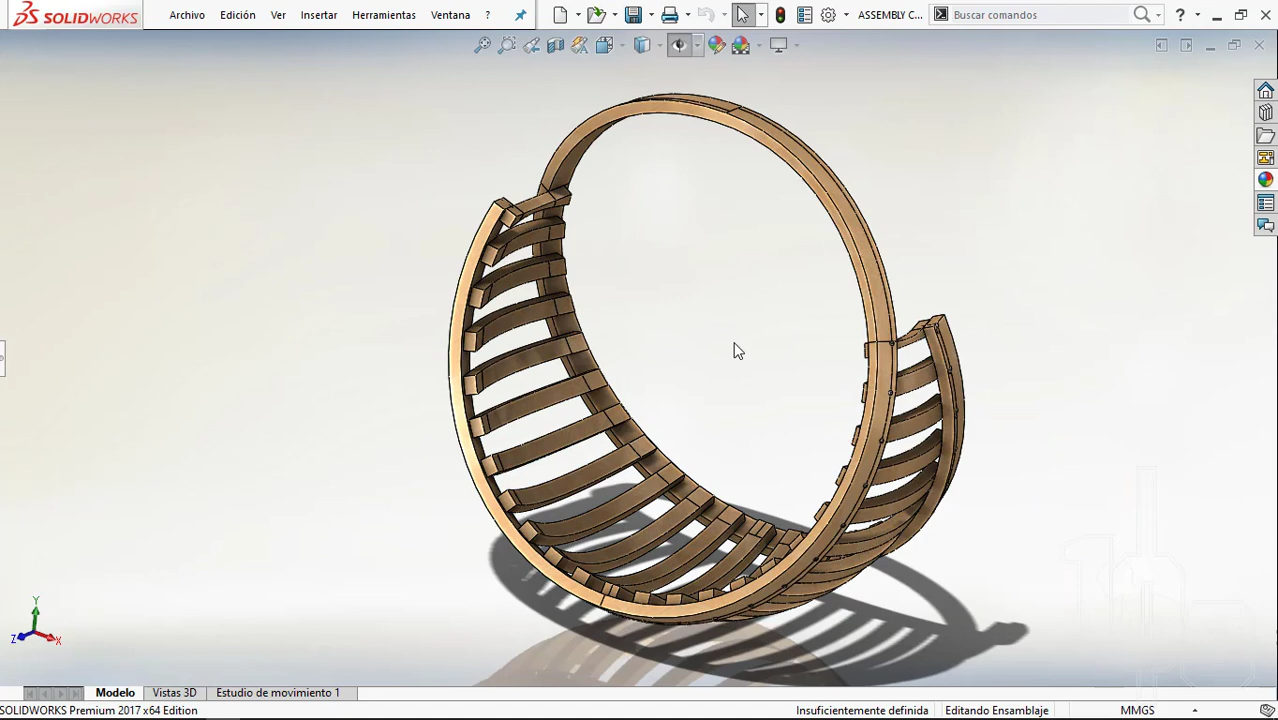 SOLIDWORKS
Archivo Edición Ver Insertar Herramientas Ventana ?
ASSEMBLY C...
Buscar comandos
?
Y
Z X
Modelo Vistas 3D Estudio de movimiento 1
SOLIDWORKS Premium 2017 x64 Edition
Insuficientemente definida Editando Ensamblaje MMGS